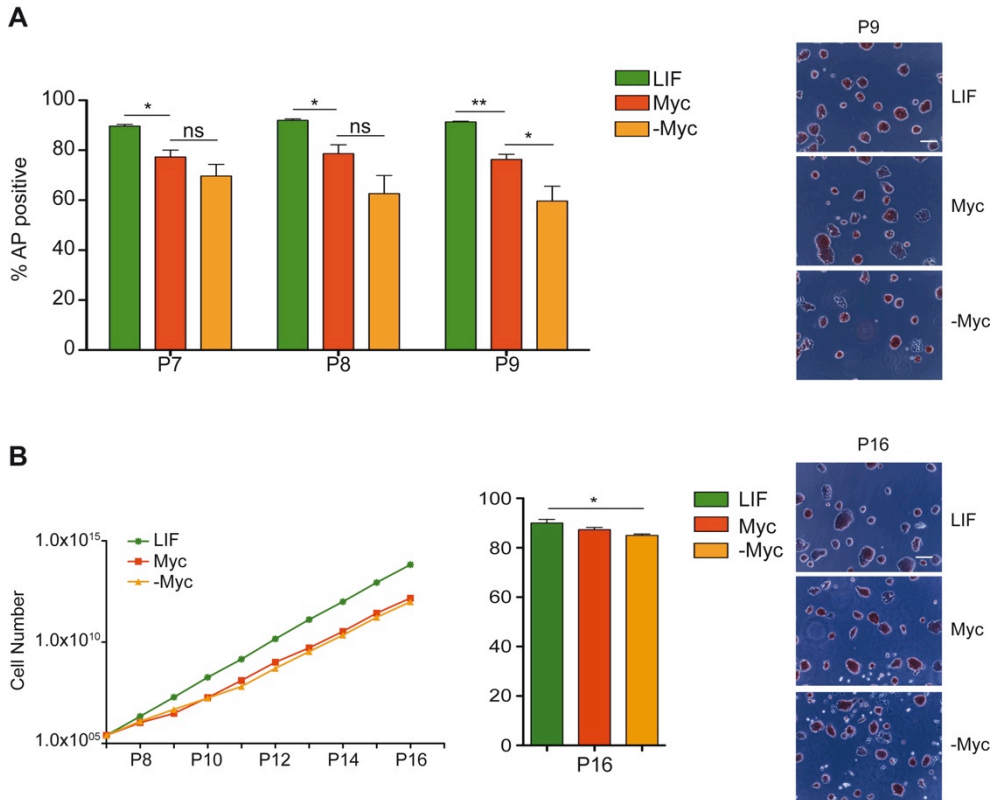 A
P9
LIF
Myc
-Myc
100
80
60
40
20
0
% AP positive
*
ns
*
ns
**
*
P7
P8
P9
LIF
Myc
-Myc
B
P16
LIF
Myc
-Myc
1.0x10^15
1.0x10^10
1.0x10^05
Cell Number
P8
P10
P12
P14
P16
100
80
60
40
20
0
*
P16
LIF
Myc
-Myc
LIF
Myc
-Myc